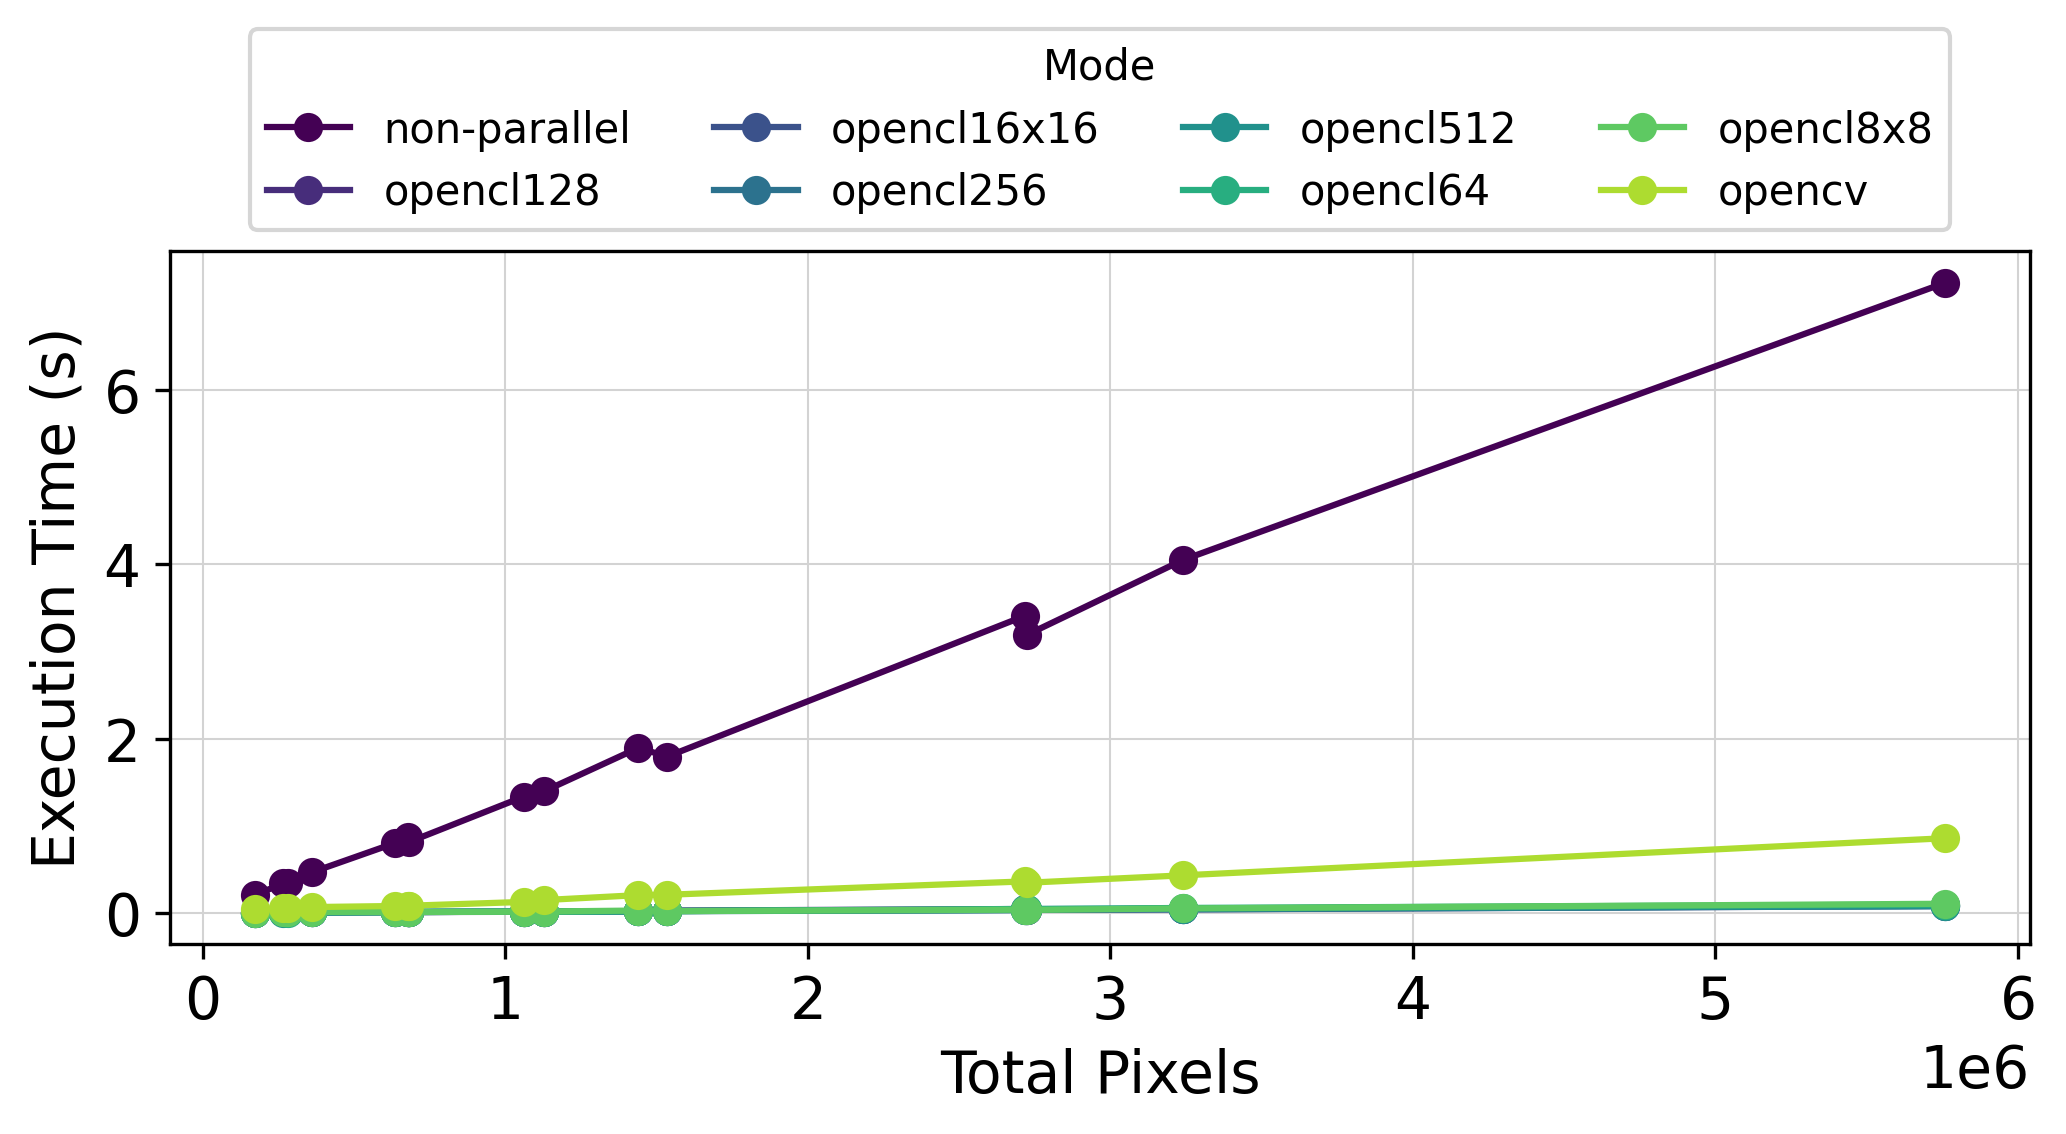 Mode
non-parallel opencl16x16 opencl512 opencl8x8
opencl128 opencl256 opencl64 opencv
Execution Time (s)
6
4
2
0
0 1 2 3 4 5 6
1e6
Total Pixels